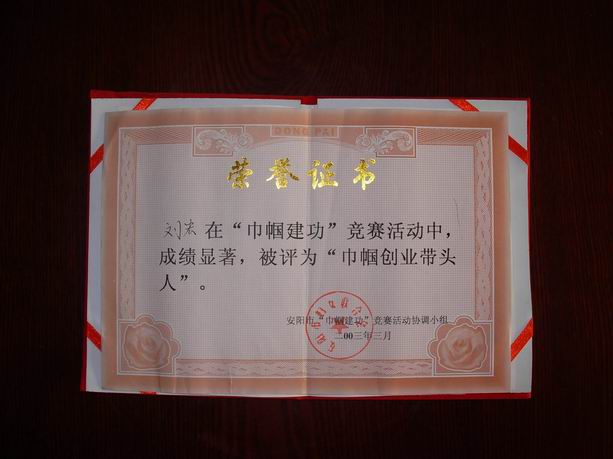 DONG PAI
荣誉证书
刘宏 在“巾帼建功”竞赛活动中，
成绩显著，被评为“巾帼创业带头
人”。
安阳市“巾帼建功”竞赛活动协调小组
二00三年三月